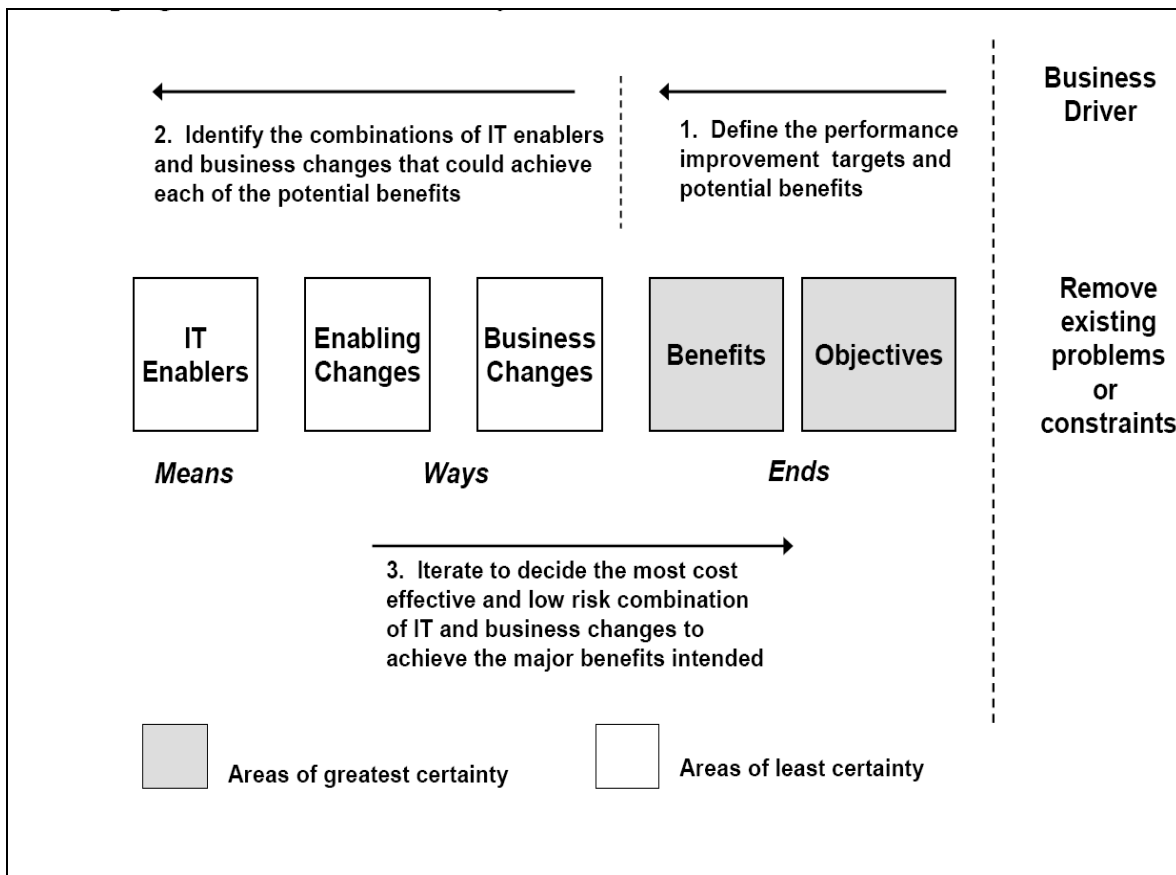 Business
Driver
1. Define the performance
improvement targets and
potential benefits
2. Identify the combinations of IT enablers
and business changes that could achieve
each of the potential benefits
IT
Enablers
Enabling
Changes
Business
Changes
Benefits
Objectives
Remove
existing
problems
or
constraints
Means
Ways
Ends
3. Iterate to decide the most cost
effective and low risk combination
of IT and business changes to
achieve the major benefits intended
Areas of greatest certainty
Areas of least certainty